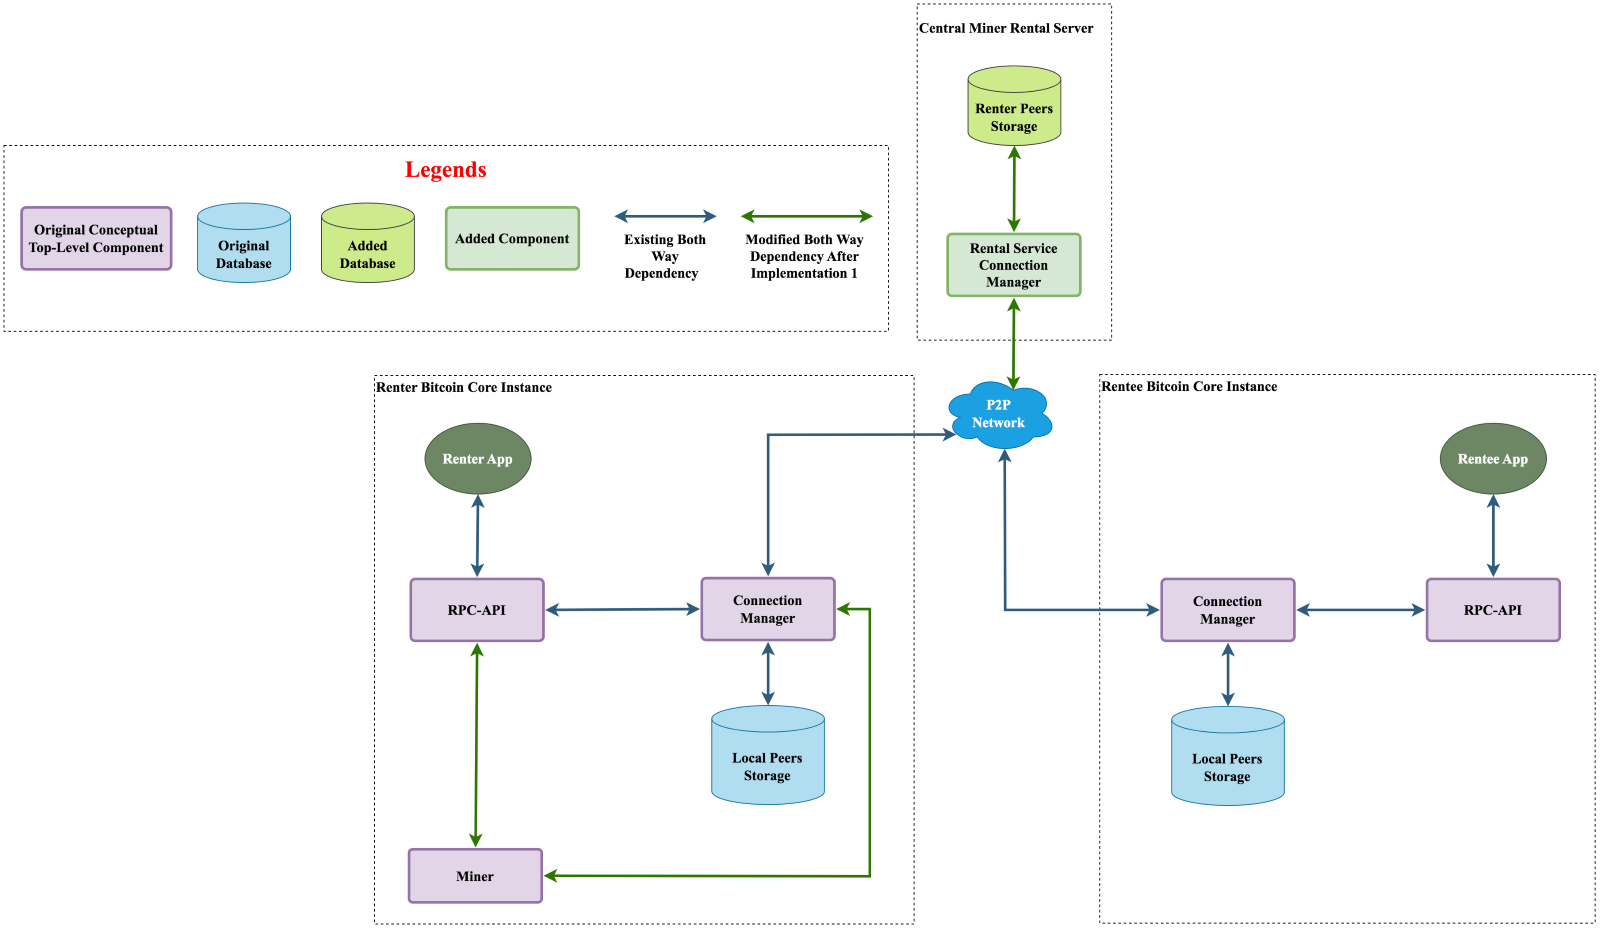 Central Miner Rental Server
Renter Peers
Storage
Rental Service
Connection
Manager
Legends
Original Conceptual
Top-Level Component
Original
Database
Added
Database
Added Component
Existing Both
Way
Dependency
Modified Both Way
Dependency After
Implementation 1
P2P
Network
Renter Bitcoin Core Instance
Renter App
RPC-API
Connection
Manager
Local Peers
Storage
Miner
Rentee Bitcoin Core Instance
Rentee App
Connection
Manager
RPC-API
Local Peers
Storage